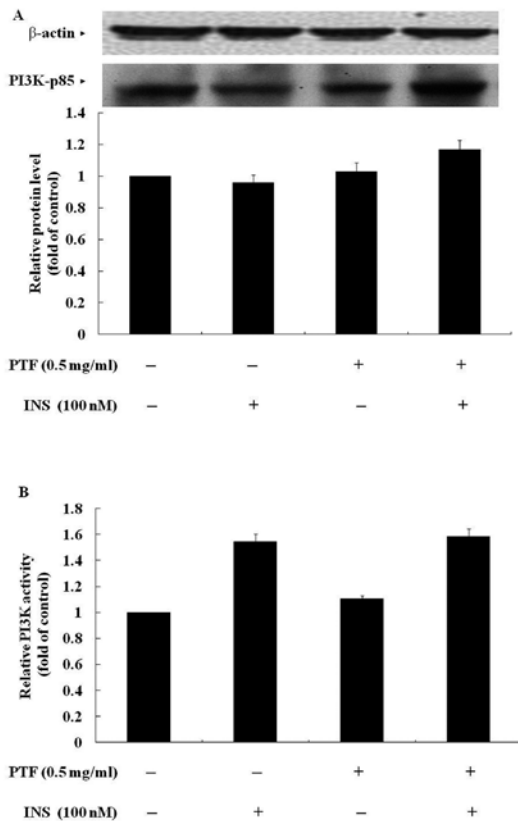 A
β-actin ▸
PI3K-p85 ▸
1.4
1.2
1
0.8
0.6
0.4
0.2
0
Relative protein level
(fold of control)
PTF (0.5 mg/ml) – – + +
INS (100 nM) – + – +
B
1.8
1.6
1.4
1.2
1
0.8
0.6
0.4
0.2
0
Relative PI3K activity
(fold of control)
PTF (0.5 mg/ml) – – + +
INS (100 nM) – + – +